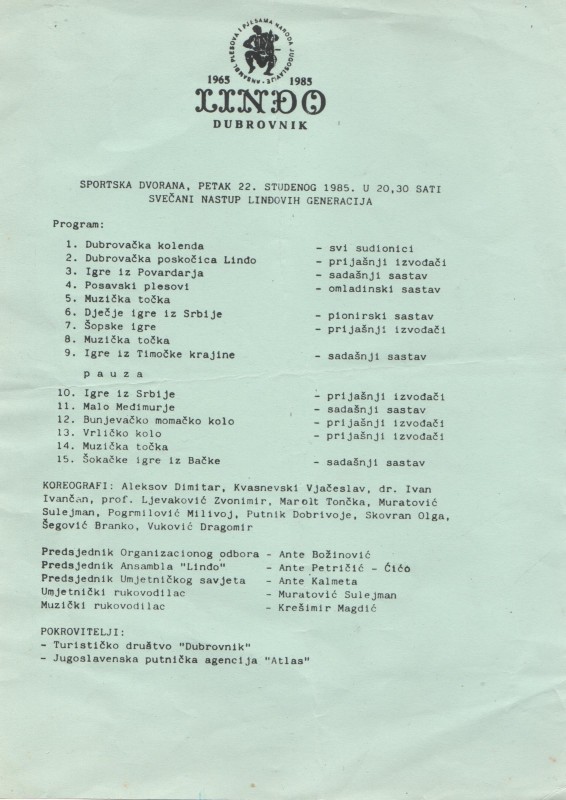 ANSAMBL PLESOVA I PJESAMA NARODA JUGOSLAVIJE
1965 1985
LINĐO
DUBROVNIK
SPORTSKA DVORANA, PETAK 22. STUDENOG 1985. U 20,30 SATI
SVEČANI NASTUP LINĐOVIH GENERACIJA
Program:
1. Dubrovačka kolenda - svi sudionici
2. Dubrovačka poskočica Linđo - prijašnji izvođači
3. Igre iz Povardarja - sadašnji sastav
4. Posavski plesovi - omladinski sastav
5. Muzička točka
6. Dječje igre iz Srbije - pionirski sastav
7. Šopske igre - prijašnji izvođači
8. Muzička točka
9. Igre iz Timočke krajine - sadašnji sastav
p a u z a
10. Igre iz Srbije - prijašnji izvođači
11. Malo Međimurje - sadašnji sastav
12. Bunjevačko momačko kolo - prijašnji izvođači
13. Vrličko kolo - prijašnji izvođači
14. Muzička točka
15. Šokačke igre iz Bačke - sadašnji sastav
KOREOGRAFI: Aleksov Dimitar, Kvasnevski Vjačeslav, dr. Ivan
Ivančan, prof. Ljevaković Zvonimir, Marolt Tončka, Muratović
Sulejman, Pogrmilović Milivoj, Putnik Dobrivoje, Skovran Olga,
Šegović Branko, Vuković Dragomir
Predsjednik Organizacionog odbora - Ante Božinović
Predsjednik Ansambla "Linđo" - Ante Petričić - Ćićo
Predsjednik Umjetničkog savjeta - Ante Kalmeta
Umjetnički rukovodilac - Muratović Sulejman
Muzički rukovodilac - Krešimir Magdić
POKROVITELJI:
- Turističko društvo "Dubrovnik"
- Jugoslavenska putnička agencija "Atlas"